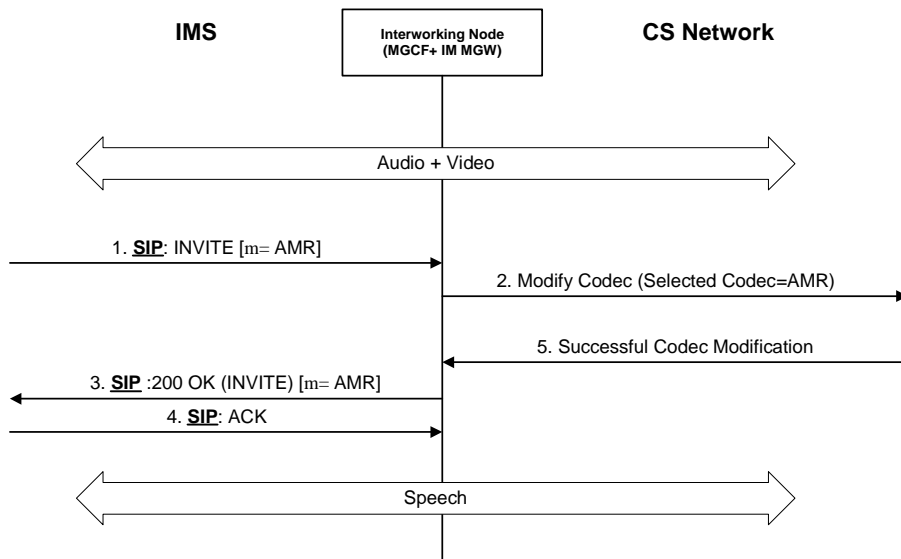 IMS
Interworking Node
(MGCF+ IM MGW)
CS Network
Audio + Video
1. SIP: INVITE [m= AMR]
2. Modify Codec (Selected Codec=AMR)
5. Successful Codec Modification
3. SIP :200 OK (INVITE) [m= AMR]
4. SIP: ACK
Speech